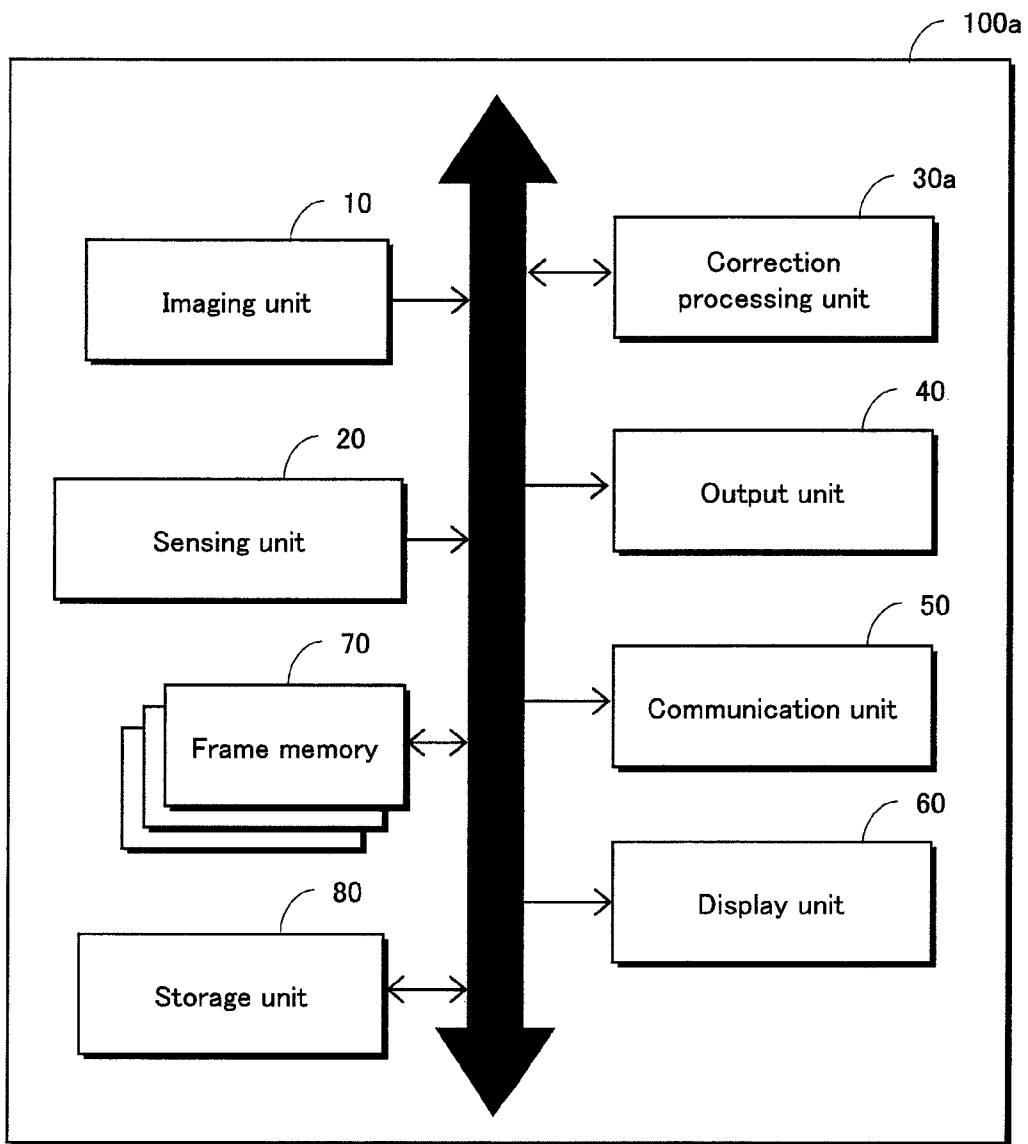 100a
10
Imaging unit
20
Sensing unit
70
Frame memory
80
Storage unit
30a
Correction
processing unit
40
Output unit
50
Communication unit
60
Display unit